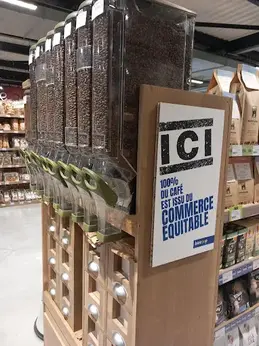 ICI
100%
DU CAFÉ
EST ISSU DU
COMMERCE
ÉQUITABLE